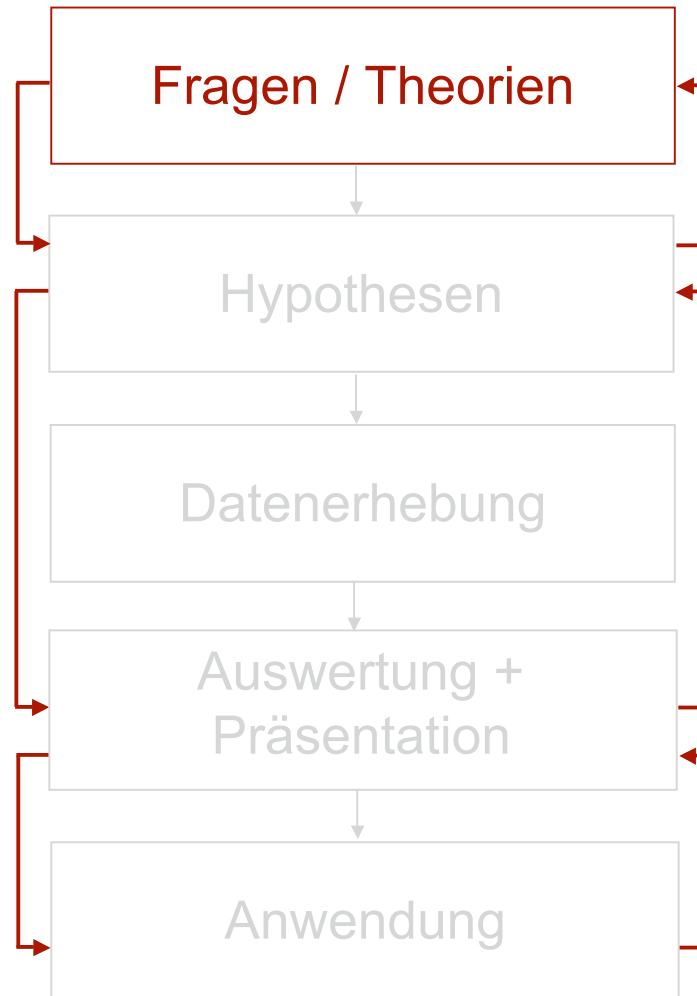 Fragen / Theorien
Hypothesen
Datenerhebung
Auswertung +
Präsentation
Anwendung